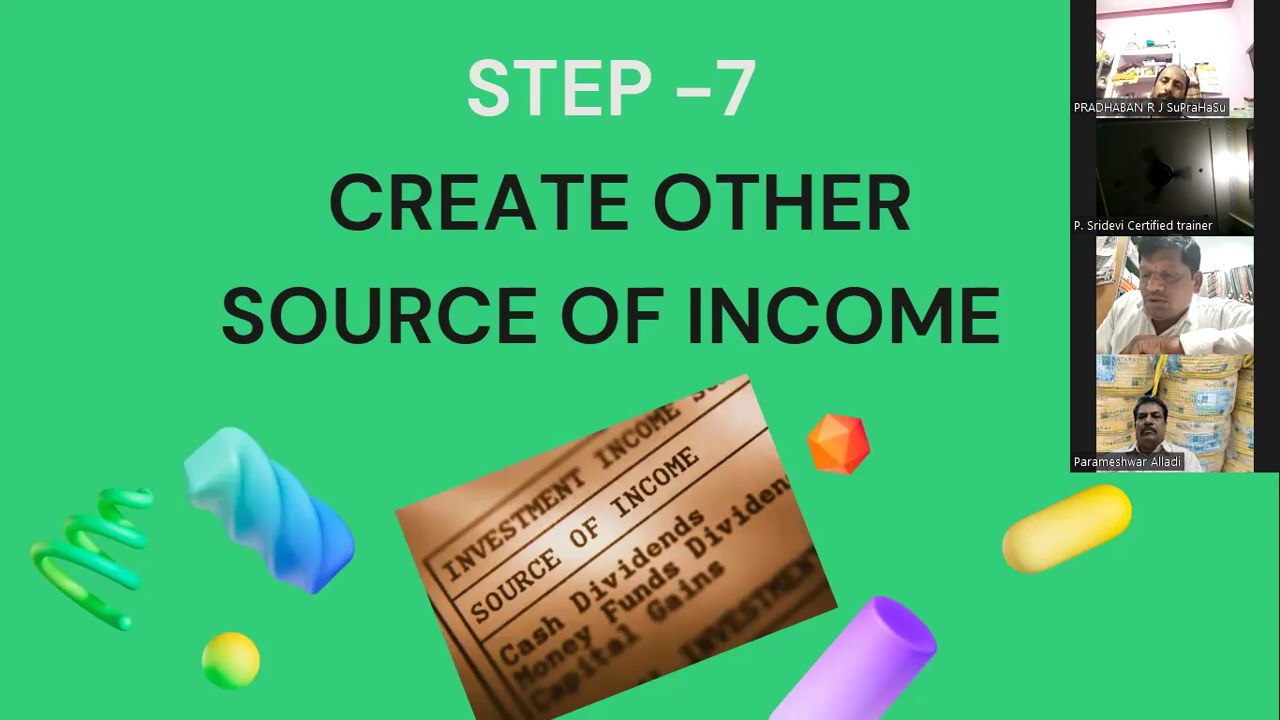 STEP -7
CREATE OTHER
SOURCE OF INCOME
INVESTMENT INCOME
SOURCE OF INCOME
Cash Dividends
Money Funds Dividen
Capital Gains
INVESTMENT
PRADHABAN R J SuPraHaSu
P. Sridevi Certified trainer
Parameshwar Alladi